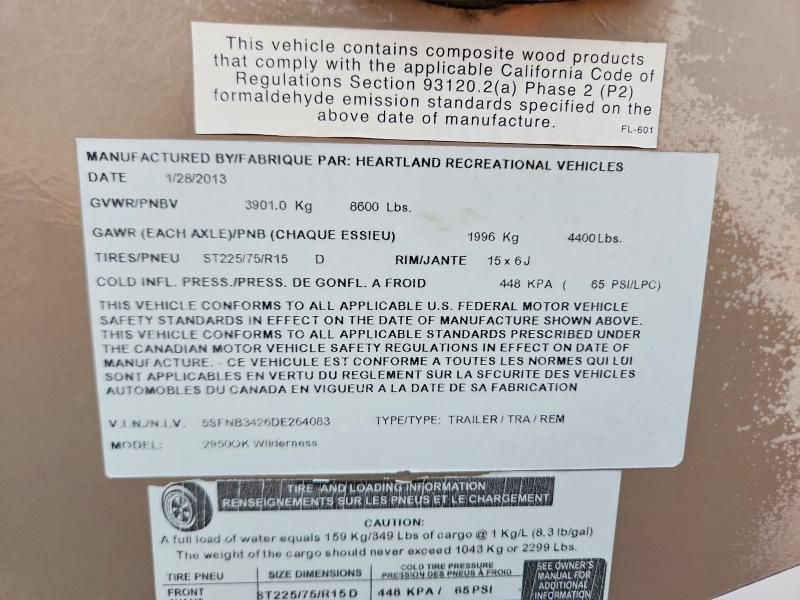 This vehicle contains composite wood products
that comply with the applicable California Code of
Regulations Section 93120.2(a) Phase 2 (P2)
formaldehyde emission standards specified on the
above date of manufacture.
FL-601
MANUFACTURED BY/FABRIQUE PAR: HEARTLAND RECREATIONAL VEHICLES
DATE 1/28/2013
GVWR/PNBV 3901.0 Kg 8600 Lbs.
GAWR (EACH AXLE)/PNB (CHAQUE ESSIEU) 1996 Kg 4400 Lbs.
TIRES/PNEU ST225/75/R15 D RIM/JANTE 15 x 6J
COLD INFL. PRESS./PRESS. DE GONFL. A FROID 448 KPA ( 65 PSI/LPC)
THIS VEHICLE CONFORMS TO ALL APPLICABLE U.S. FEDERAL MOTOR VEHICLE
SAFETY STANDARDS IN EFFECT ON THE DATE OF MANUFACTURE SHOWN ABOVE.
THIS VEHICLE CONFORMS TO ALL APPLICABLE STANDARDS PRESCRIBED UNDER
THE CANADIAN MOTOR VEHICLE SAFETY REGULATIONS IN EFFECT ON DATE OF
MANUFACTURE. - CE VEHICULE EST CONFORME A TOUTES LES NORMES QUI LUI
SONT APPLICABLES EN VERTU DU REGLEMENT SUR LA SECURITE DES VEHICLES
AUTOMOBLES DU CANADA EN VIGUEUR A LA DATE DE SA FABRICATION
V.I.N./N.I.V. 5SFNB3426DE264083 TYPE/TYPE: TRAILER / TRA / REM
MODEL: 2950OK Wilderness
TIRE AND LOADING INFORMATION
RENSEIGNEMENTS SUR LES PNEUS ET LE CHARGEMENT
CAUTION:
A full load of water equals 159 Kg/349 Lbs of cargo @ 1 Kg/L (8.3 lb/gal)
The weight of the cargo should never exceed 1043 Kg or 2299 Lbs.
TIRE PNEU SIZE DIMENSIONS COLD TIRE PRESSURE
PRESSION DES PNEUS À FROID
SEE OWNER'S
MANUAL FOR
ADDITIONAL
INFORMATION
FRONT ST225/75/R15 D 448 KPA / 65 PSI